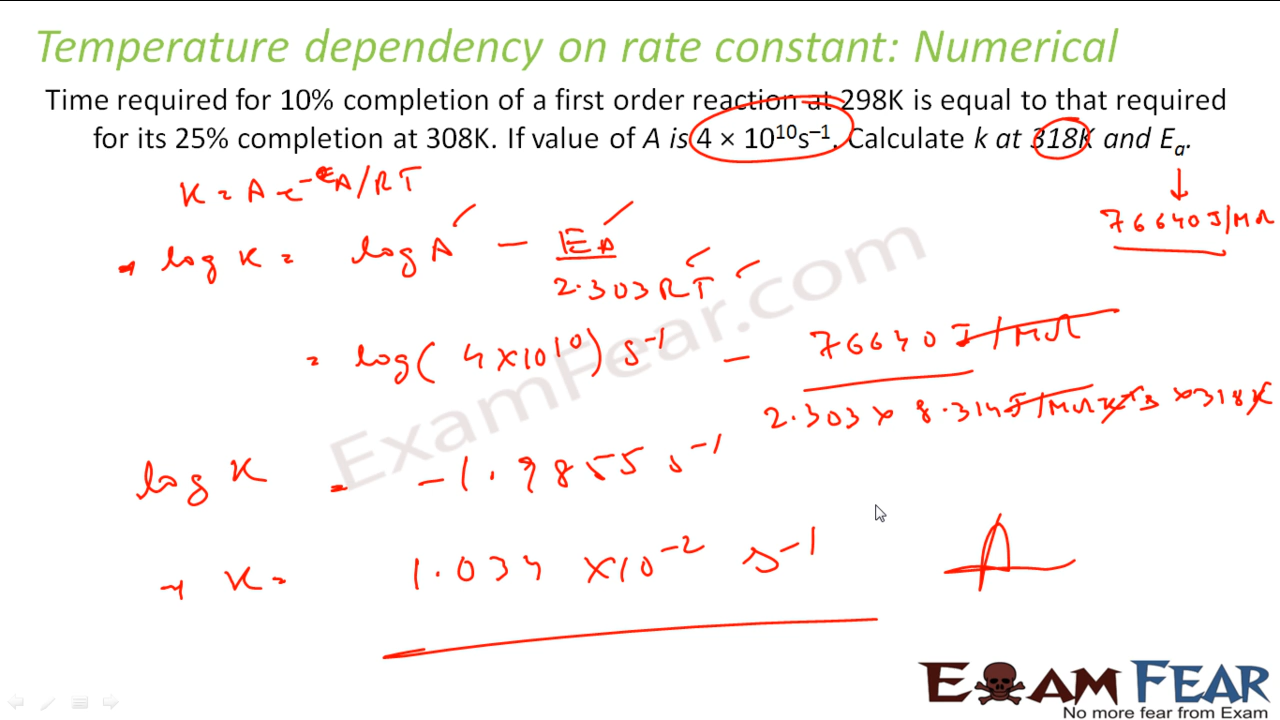 Temperature dependency on rate constant: Numerical
Time required for 10% completion of a first order reaction at 298K is equal to that required
for its 25% completion at 308K. If value of A is 4 × 10¹⁰s⁻¹. Calculate k at 318K and Eₐ.
K = A e^-EA/RT
76640 J/Mol
→ log K = log A - EA
2.303 RT
= log( 4×10¹⁰) s⁻¹ - 76640 J/Mol
2.303 × 8.314 J/Mol K × 318K
log K = -1.9855 s⁻¹
→ K = 1.034 ×10⁻² s⁻¹
ExamFear.com
EXAM FEAR
No more fear from Exam